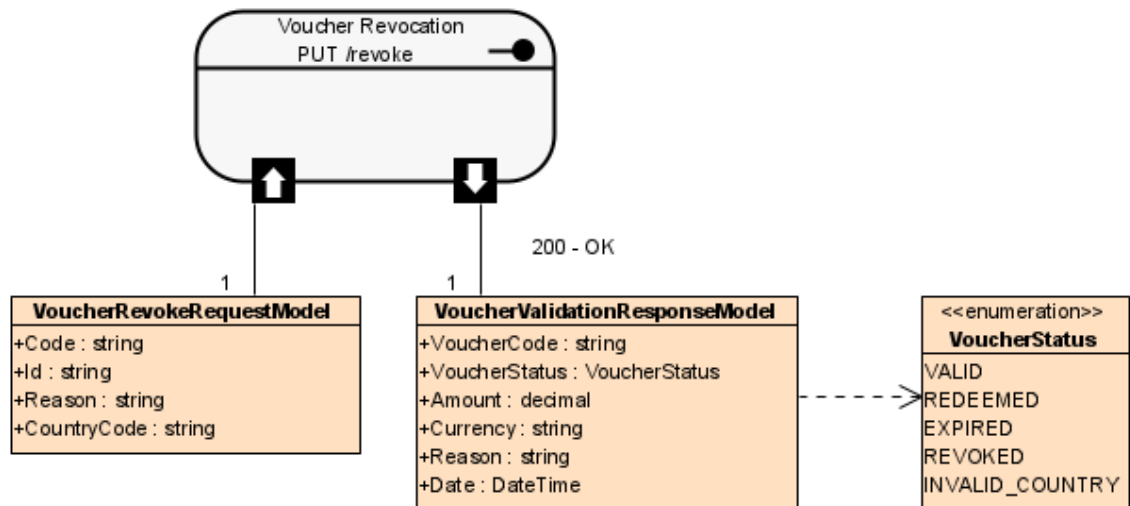 Voucher Revocation
PUT /revoke
200 - OK
1
1
VoucherRevokeRequestModel
+Code : string
+Id : string
+Reason : string
+CountryCode : string
VoucherValidationResponseModel
+VoucherCode : string
+VoucherStatus : VoucherStatus
+Amount : decimal
+Currency : string
+Reason : string
+Date : DateTime
<<enumeration>>
VoucherStatus
VALID
REDEEMED
EXPIRED
REVOKED
INVALID_COUNTRY